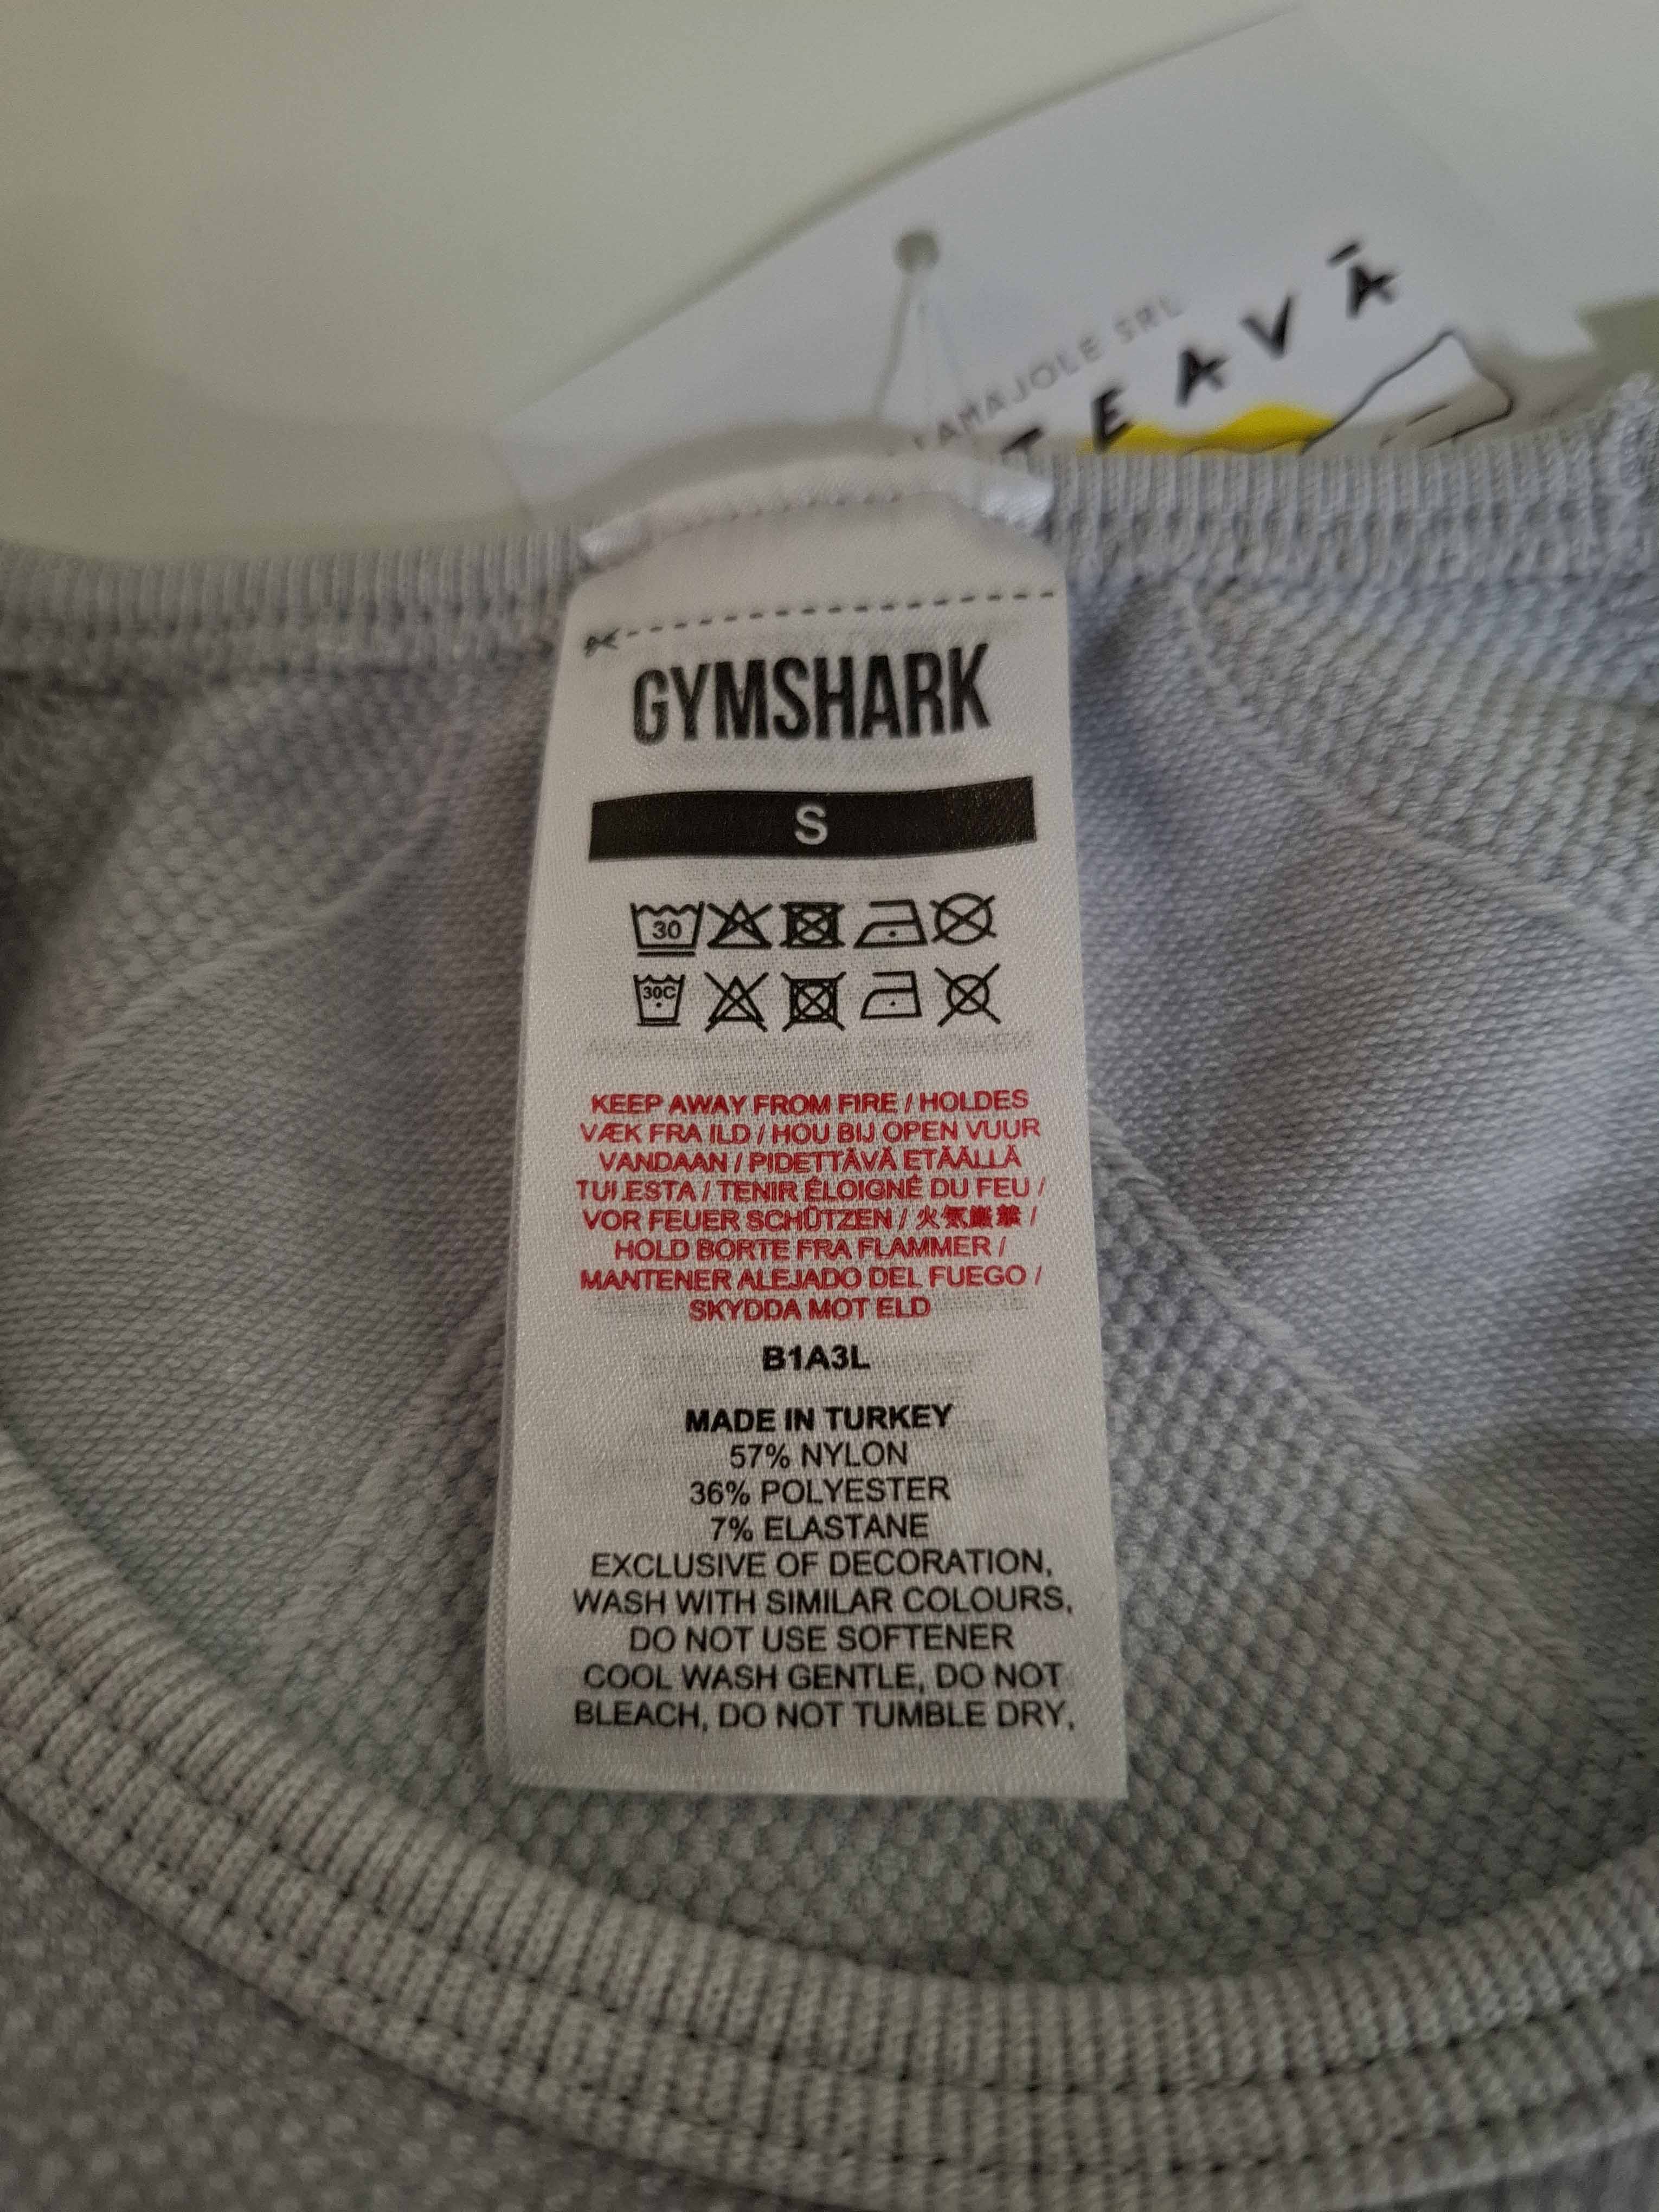 LAMAJOLE SRL
TEAVĀ
GYMSHARK
S
30
30C
KEEP AWAY FROM FIRE / HOLDES
VÆK FRA ILD / HOU BIJ OPEN VUUR
VANDAAN / PIDETTÄVÄ ETÄÄLLÄ
TULESTA / TENIR ÉLOIGNÉ DU FEU /
VOR FEUER SCHÜTZEN / 火気厳禁 /
HOLD BORTE FRA FLAMMER /
MANTENER ALEJADO DEL FUEGO /
SKYDDA MOT ELD
B1A3L
MADE IN TURKEY
57% NYLON
36% POLYESTER
7% ELASTANE
EXCLUSIVE OF DECORATION,
WASH WITH SIMILAR COLOURS,
DO NOT USE SOFTENER
COOL WASH GENTLE, DO NOT
BLEACH, DO NOT TUMBLE DRY,